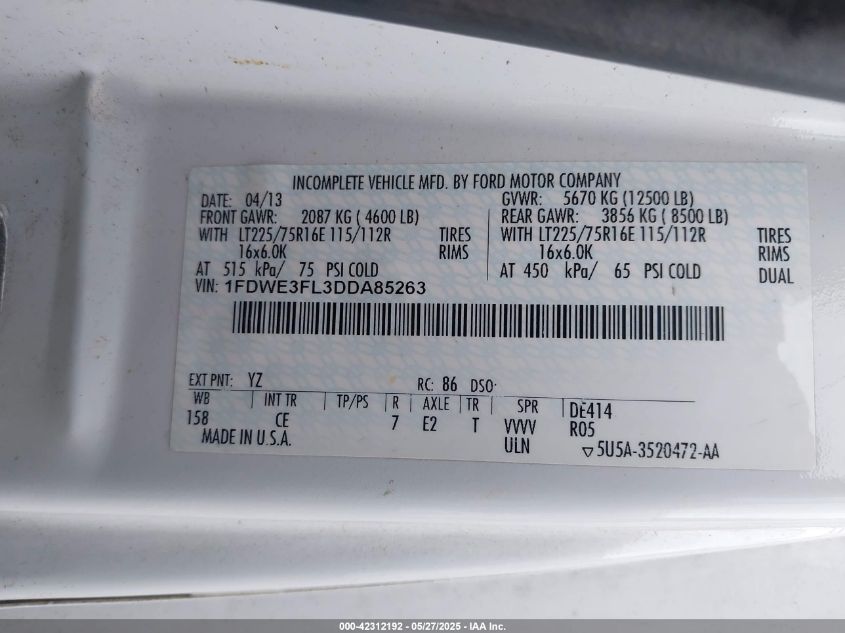 INCOMPLETE VEHICLE MFD. BY FORD MOTOR COMPANY
DATE: 04/13 GVWR: 5670 KG (12500 LB)
FRONT GAWR: 2087 KG ( 4600 LB) REAR GAWR: 3856 KG ( 8500 LB)
WITH LT225/75R16E 115/112R TIRES WITH LT225/75R16E 115/112R TIRES
16x6.0K RIMS 16x6.0K RIMS
AT 515 kPa/ 75 PSI COLD AT 450 kPa/ 65 PSI COLD DUAL
VIN: 1FDWE3FL3DDA85263
EXT PNT: YZ RC: 86 DSO:
WB INT TR TP/PS R AXLE TR SPR DE414
158 CE 7 E2 T VVVV R05
MADE IN U.S.A. ULN ▽5U5A-3520472-AA
000-42312192 - 05/27/2025 - IAA Inc.